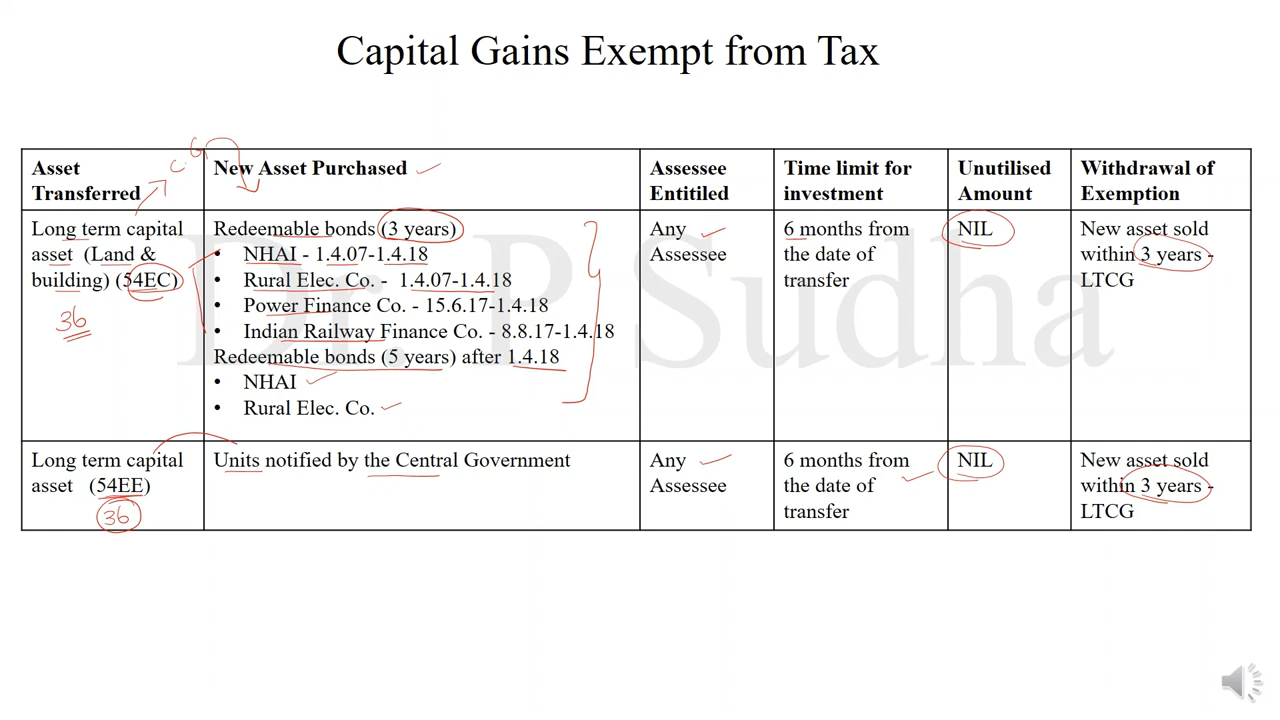 Capital Gains Exempt from Tax
C. G
Asset Transferred
New Asset Purchased
Assessee Entitiled
Time limit for investment
Unutilised Amount
Withdrawal of Exemption
Long term capital
asset (Land &
building) (54EC)
36
Redeemable bonds (3 years)
• NHAI - 1.4.07-1.4.18
• Rural Elec. Co. - 1.4.07-1.4.18
• Power Finance Co. - 15.6.17-1.4.18
• Indian Railway Finance Co. - 8.8.17-1.4.18
Redeemable bonds (5 years) after 1.4.18
• NHAI
• Rural Elec. Co.
Any
Assessee
6 months from
the date of
transfer
NIL
New asset sold
within 3 years -
LTCG
Long term capital
asset (54EE)
36
Units notified by the Central Government
Any
Assessee
6 months from
the date of
transfer
NIL
New asset sold
within 3 years -
LTCG
Dr. P Sudha